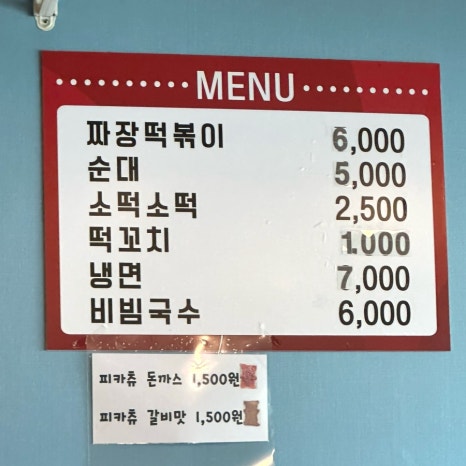 MENU
짜장떡볶이 6,000
순대 5,000
소떡소떡 2,500
떡꼬치 1.000
냉면 7,000
비빔국수 6,000
피카츄 돈까스 1,500원
피카츄 갈비맛 1,500원